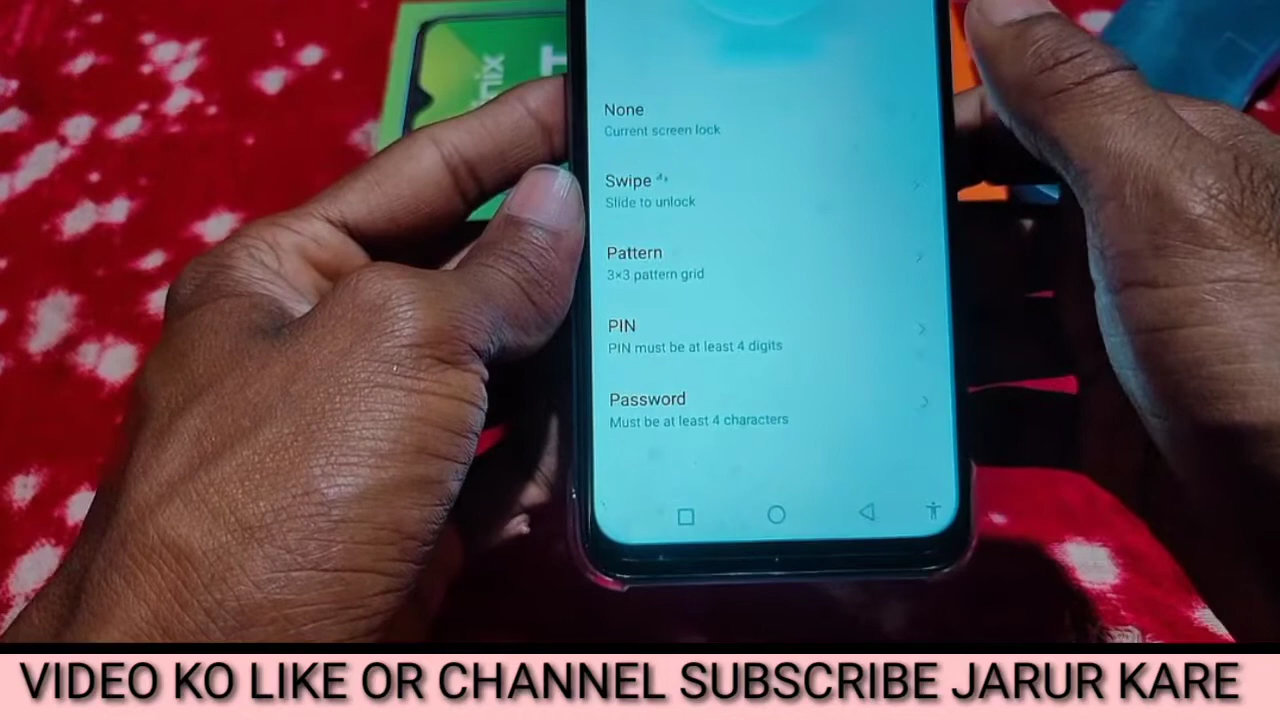 nix
None
Current screen lock
Swipe
Slide to unlock
Pattern
3×3 pattern grid
PIN
PIN must be at least 4 digits
Password
Must be at least 4 characters
VIDEO KO LIKE OR CHANNEL SUBSCRIBE JARUR KARE